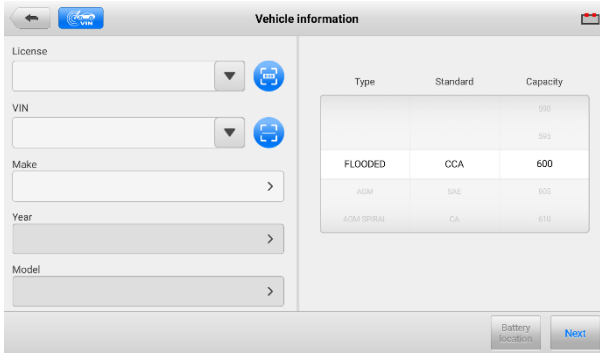 VIN
Vehicle information
License
VIN
Make
Year
Model
Type Standard Capacity
590
595
FLOODED CCA 600
AGM SAE 605
AGM SPIRAL CA 610
Battery
location
Next